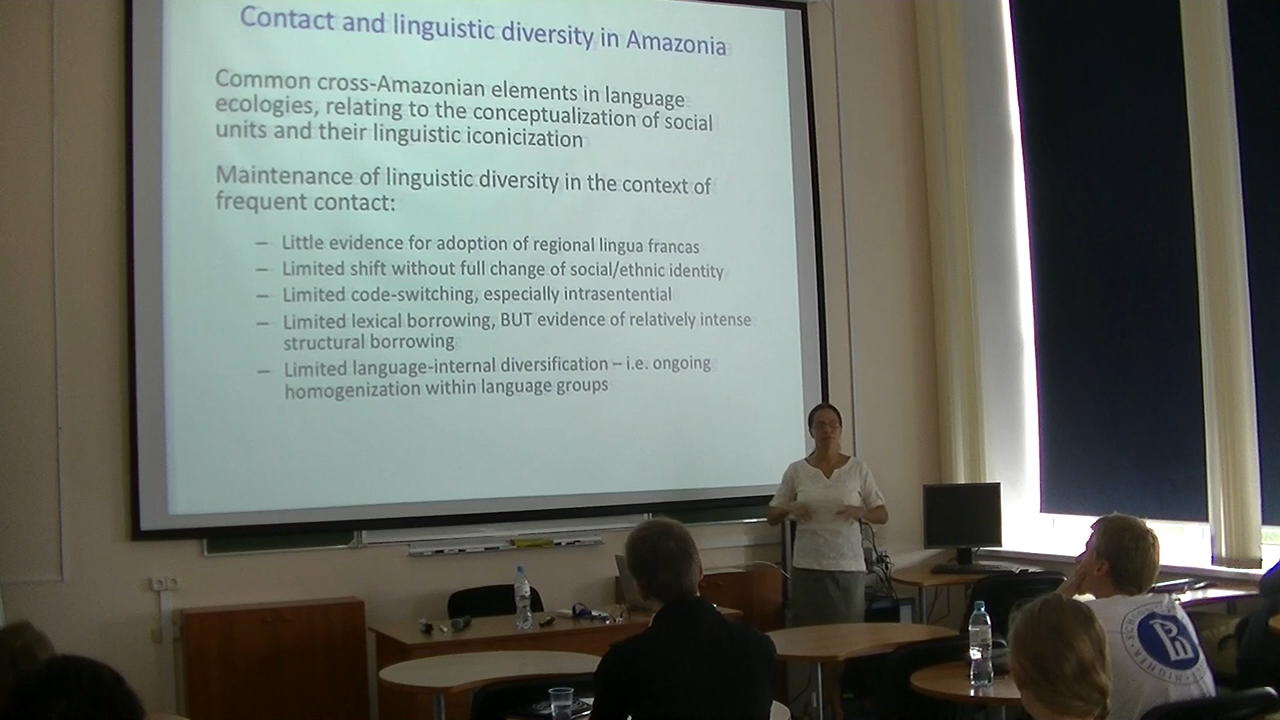 Contact and linguistic diversity in Amazonia
Common cross-Amazonian elements in language
ecologies, relating to the conceptualization of social
units and their linguistic iconicization
Maintenance of linguistic diversity in the context of
frequent contact:
– Little evidence for adoption of regional lingua francas
– Limited shift without full change of social/ethnic identity
– Limited code-switching, especially intrasentential
– Limited lexical borrowing, BUT evidence of relatively intense
structural borrowing
– Limited language-internal diversification – i.e. ongoing
homogenization within language groups